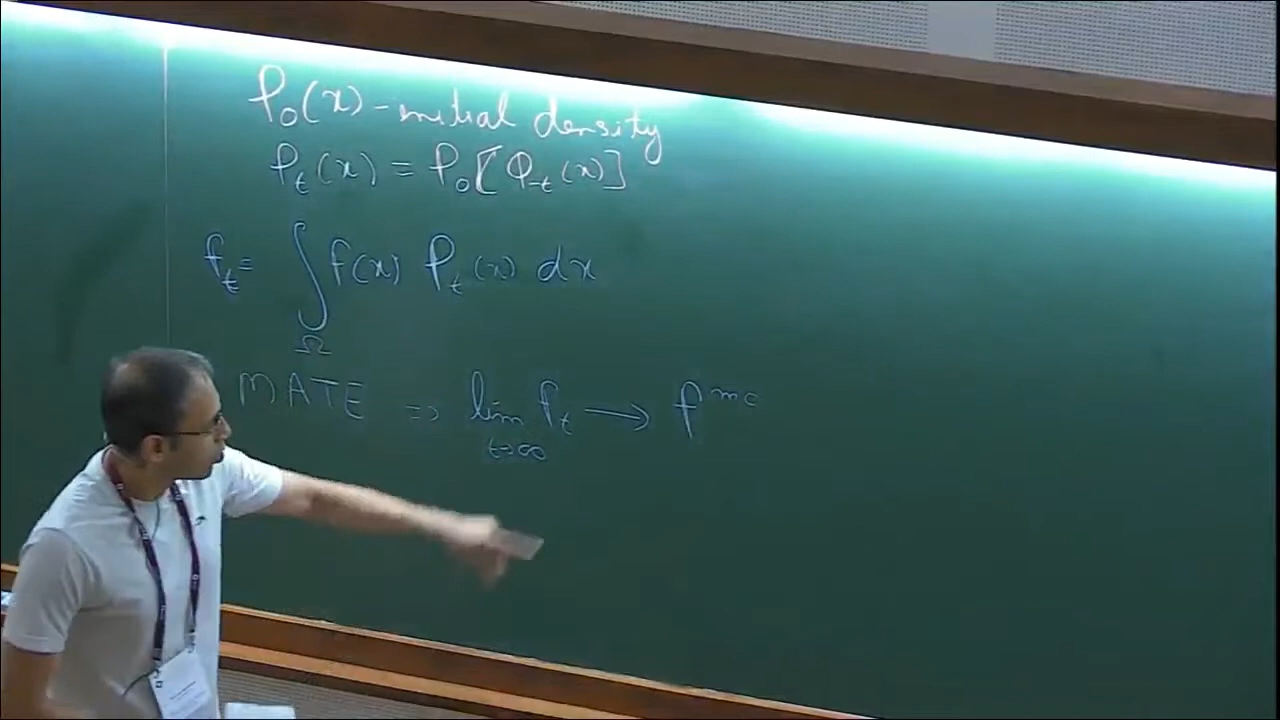 ρ₀(x) - initial density
ρₜ(x) = ρ₀[φ₋ₜ(x)]
fₜ = ∫_Ω f(x) ρₜ(x) dx
MATE ⇒ lim_{t→∞} fₜ ⟶ f^{mc}